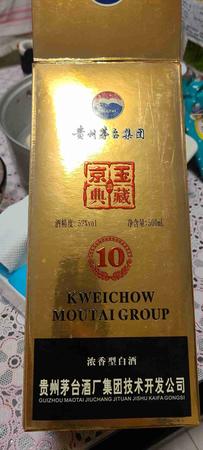 MOUTAI
贵州茅台集团
京玉
典藏
酒精度:52%vol 净含量:500mL
10
KWEICHOW
MOUTAI GROUP
浓香型白酒
贵州茅台酒厂集团技术开发公司
GUIZHOU MAOTAI JIUCHANG JITUAN JISHU KAIFA GONGSI